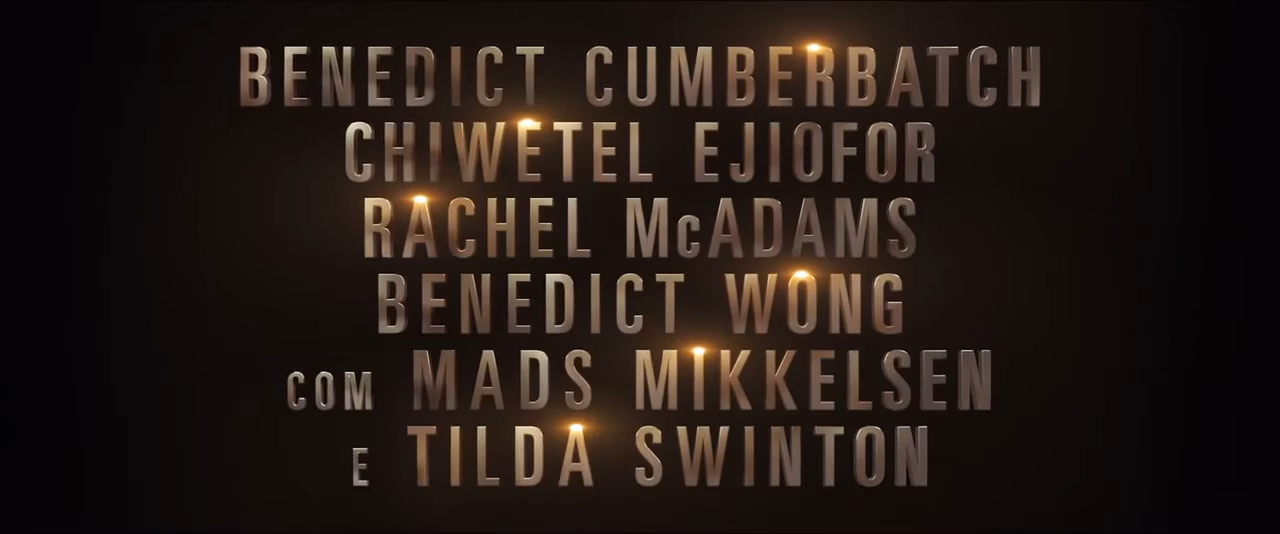 BENEDICT CUMBERBATCH
CHIWETEL EJIOFOR
RACHEL McADAMS
BENEDICT WONG
COM MADS MIKKELSEN
E TILDA SWINTON